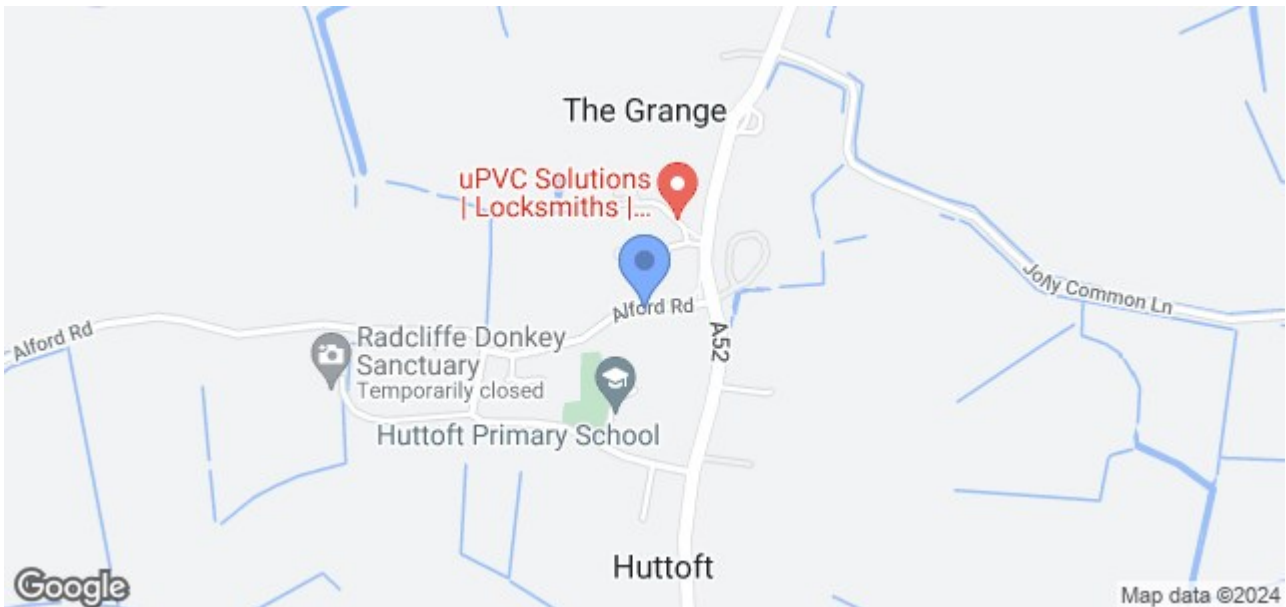 The Grange
uPVC Solutions
| Locksmiths |...
Jolly Common Ln
Alford Rd
A52
Alford Rd
Radcliffe Donkey
Sanctuary
Temporarily closed
Huttoft Primary School
Huttoft
Google
Map data ©2024